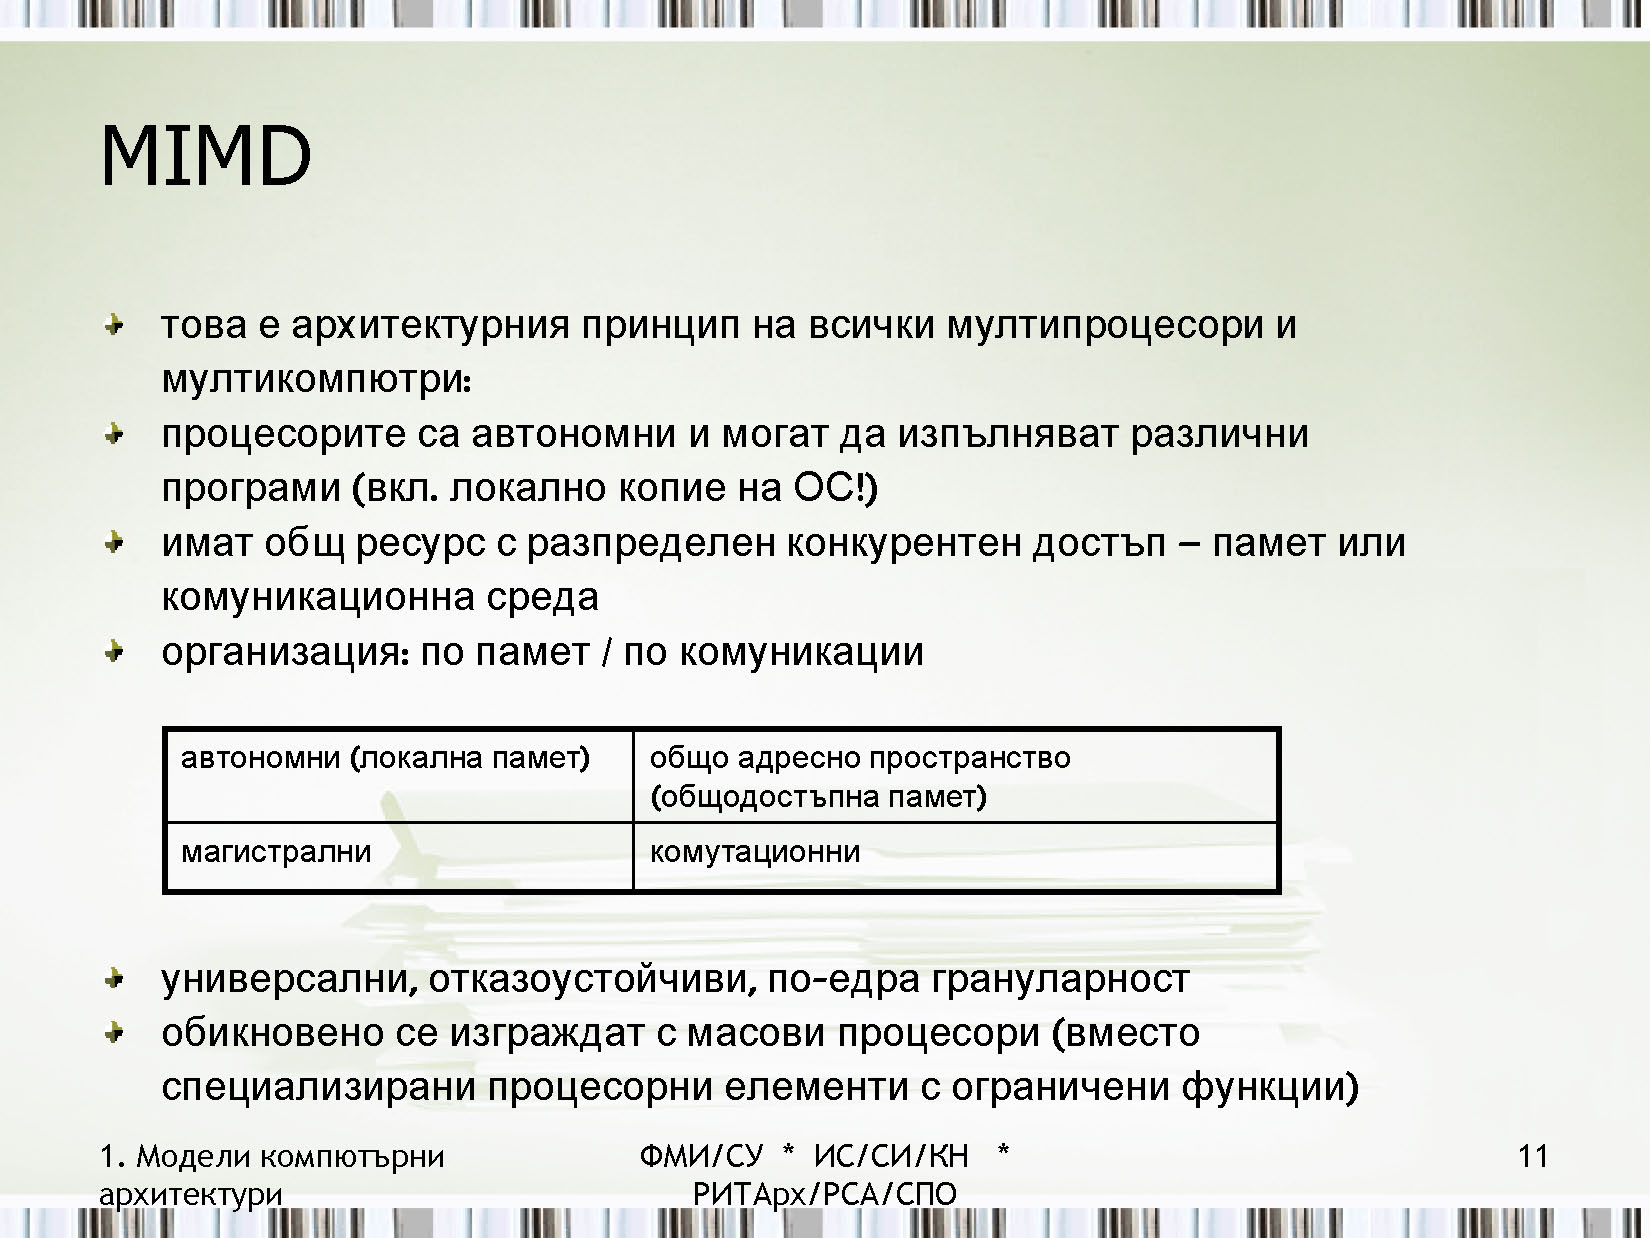 MIMD
това е архитектурния принцип на всички мултипроцесори и
мултикомпютри:
процесорите са автономни и могат да изпълняват различни
програми (вкл. локално копие на ОС!)
имат общ ресурс с разпределен конкурентен достъп – памет или
комуникационна среда
организация: по памет / по комуникации
автономни (локална памет)
общо адресно пространство
(общодостъпна памет)
магистрални
комутационни
универсални, отказоустойчиви, по-едра грануларност
обикновено се изграждат с масови процесори (вместо
специализирани процесорни елементи с ограничени функции)
1. Модели компютърни
архитектури
ФМИ/СУ * ИС/СИ/КН *
РИТАрх/РСА/СПО
11